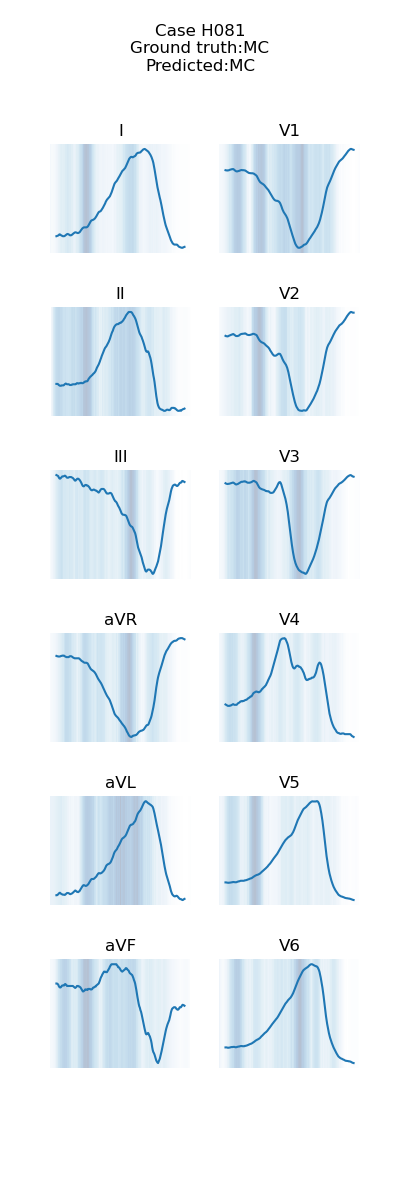 Case H081
Ground truth:MC
Predicted:MC
I
V1
II
V2
III
V3
aVR
V4
aVL
V5
aVF
V6